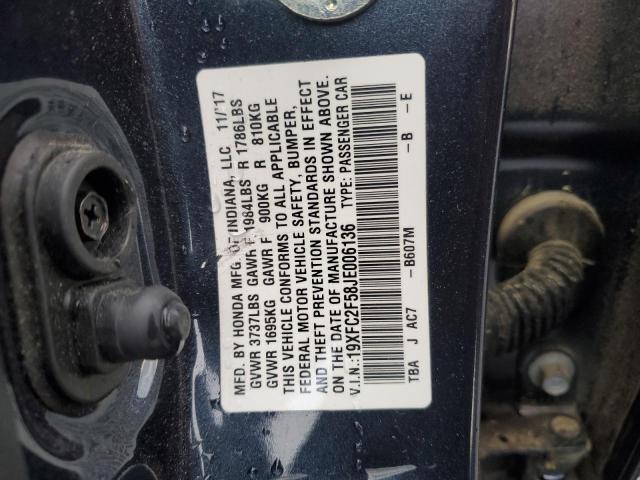 MFD. BY HONDA MFG. OF INDIANA, LLC 11/'17
GVWR 3737LBS GAWR F 1984LBS R 1786LBS
GVWR 1695KG GAWR F 900KG R 810KG
THIS VEHICLE CONFORMS TO ALL APPLICABLE
FEDERAL MOTOR VEHICLE SAFETY, BUMPER,
AND THEFT PREVENTION STANDARDS IN EFFECT
ON THE DATE OF MANUFACTURE SHOWN ABOVE.
V.I.N.:19XFC2F58JE006136 TYPE: PASSENGER CAR
TBA J AC7 –B607M –B –E